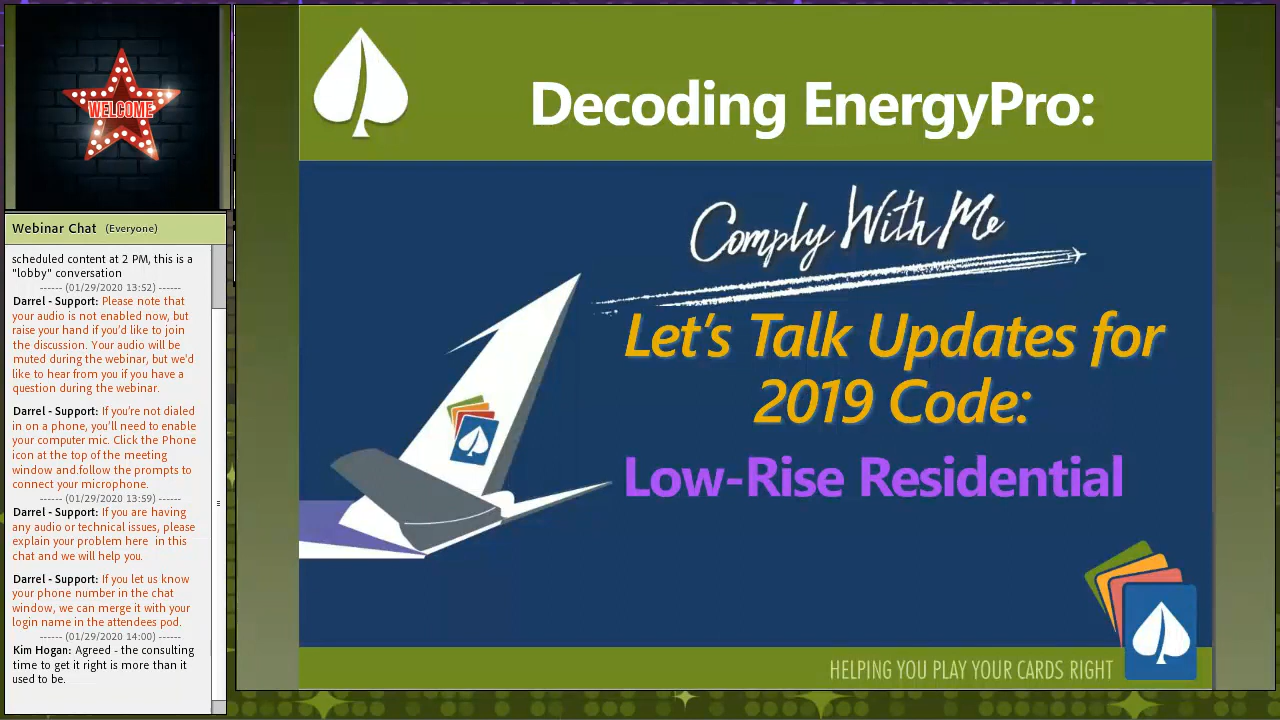 WELCOME
Webinar Chat (Everyone)
scheduled content at 2 PM, this is a
"lobby" conversation
------ (01/29/2020 13:52) ------
Darrel - Support: Please note that
your audio is not enabled now, but
raise your hand if you'd like to join
the discussion. Your audio will be
muted during the webinar, but we'd
like to hear from you if you have a
question during the webinar.
Darrel - Support: If you're not dialed
in on a phone, you'll need to enable
your computer mic. Click the Phone
icon at the top of the meeting
window and.follow the prompts to
connect your microphone.
------ (01/29/2020 13:59) ------
Darrel - Support: If you are having
any audio or technical issues, please
explain your problem here in this
chat and we will help you.
Darrel - Support: If you let us know
your phone number in the chat
window, we can merge it with your
login name in the attendees pod.
------ (01/29/2020 14:00) ------
Kim Hogan: Agreed - the consulting
time to get it right is more than it
used to be.
Decoding EnergyPro:
Comply With Me
Let's Talk Updates for
2019 Code:
Low-Rise Residential
HELPING YOU PLAY YOUR CARDS RIGHT